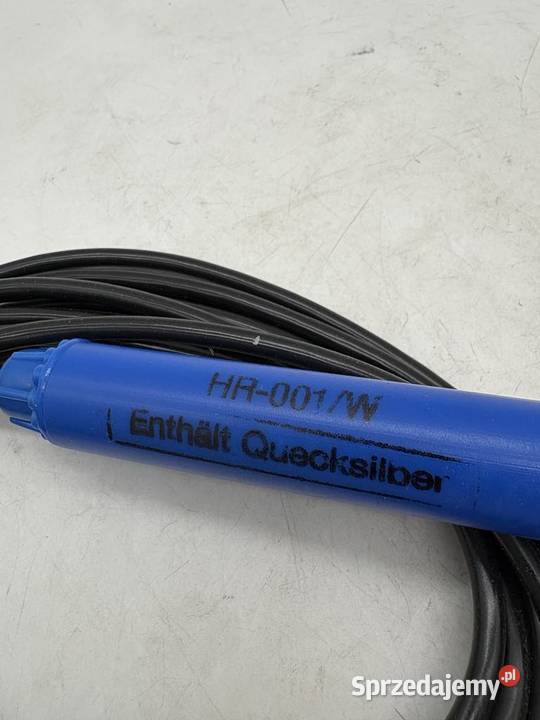 HR-001/W
Enthält Quecksilber
Sprzedajemy.pl